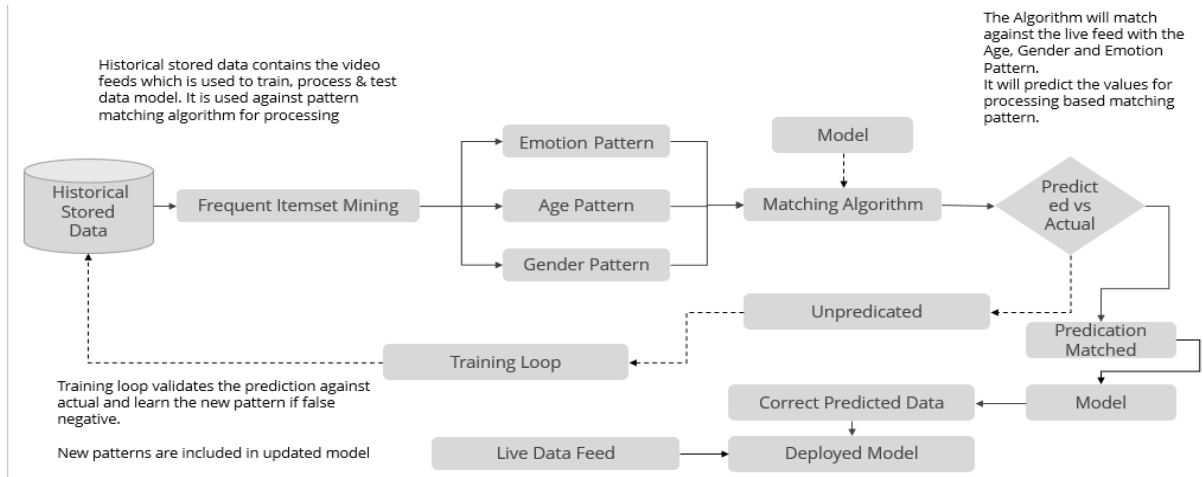 Historical stored data contains the video
feeds which is used to train, process & test
data model. It is used against pattern
matching algorithm for processing
The Algorithm will match
against the live feed with the
Age, Gender and Emotion
Pattern.
It will predict the values for
processing based matching
pattern.
Historical
Stored
Data
Frequent Itemset Mining
Emotion Pattern
Age Pattern
Gender Pattern
Model
Matching Algorithm
Predict
ed vs
Actual
Unpredicated
Predication
Matched
Training Loop
Training loop validates the prediction against
actual and learn the new pattern if false
negative.
New patterns are included in updated model
Correct Predicted Data
Model
Live Data Feed
Deployed Model